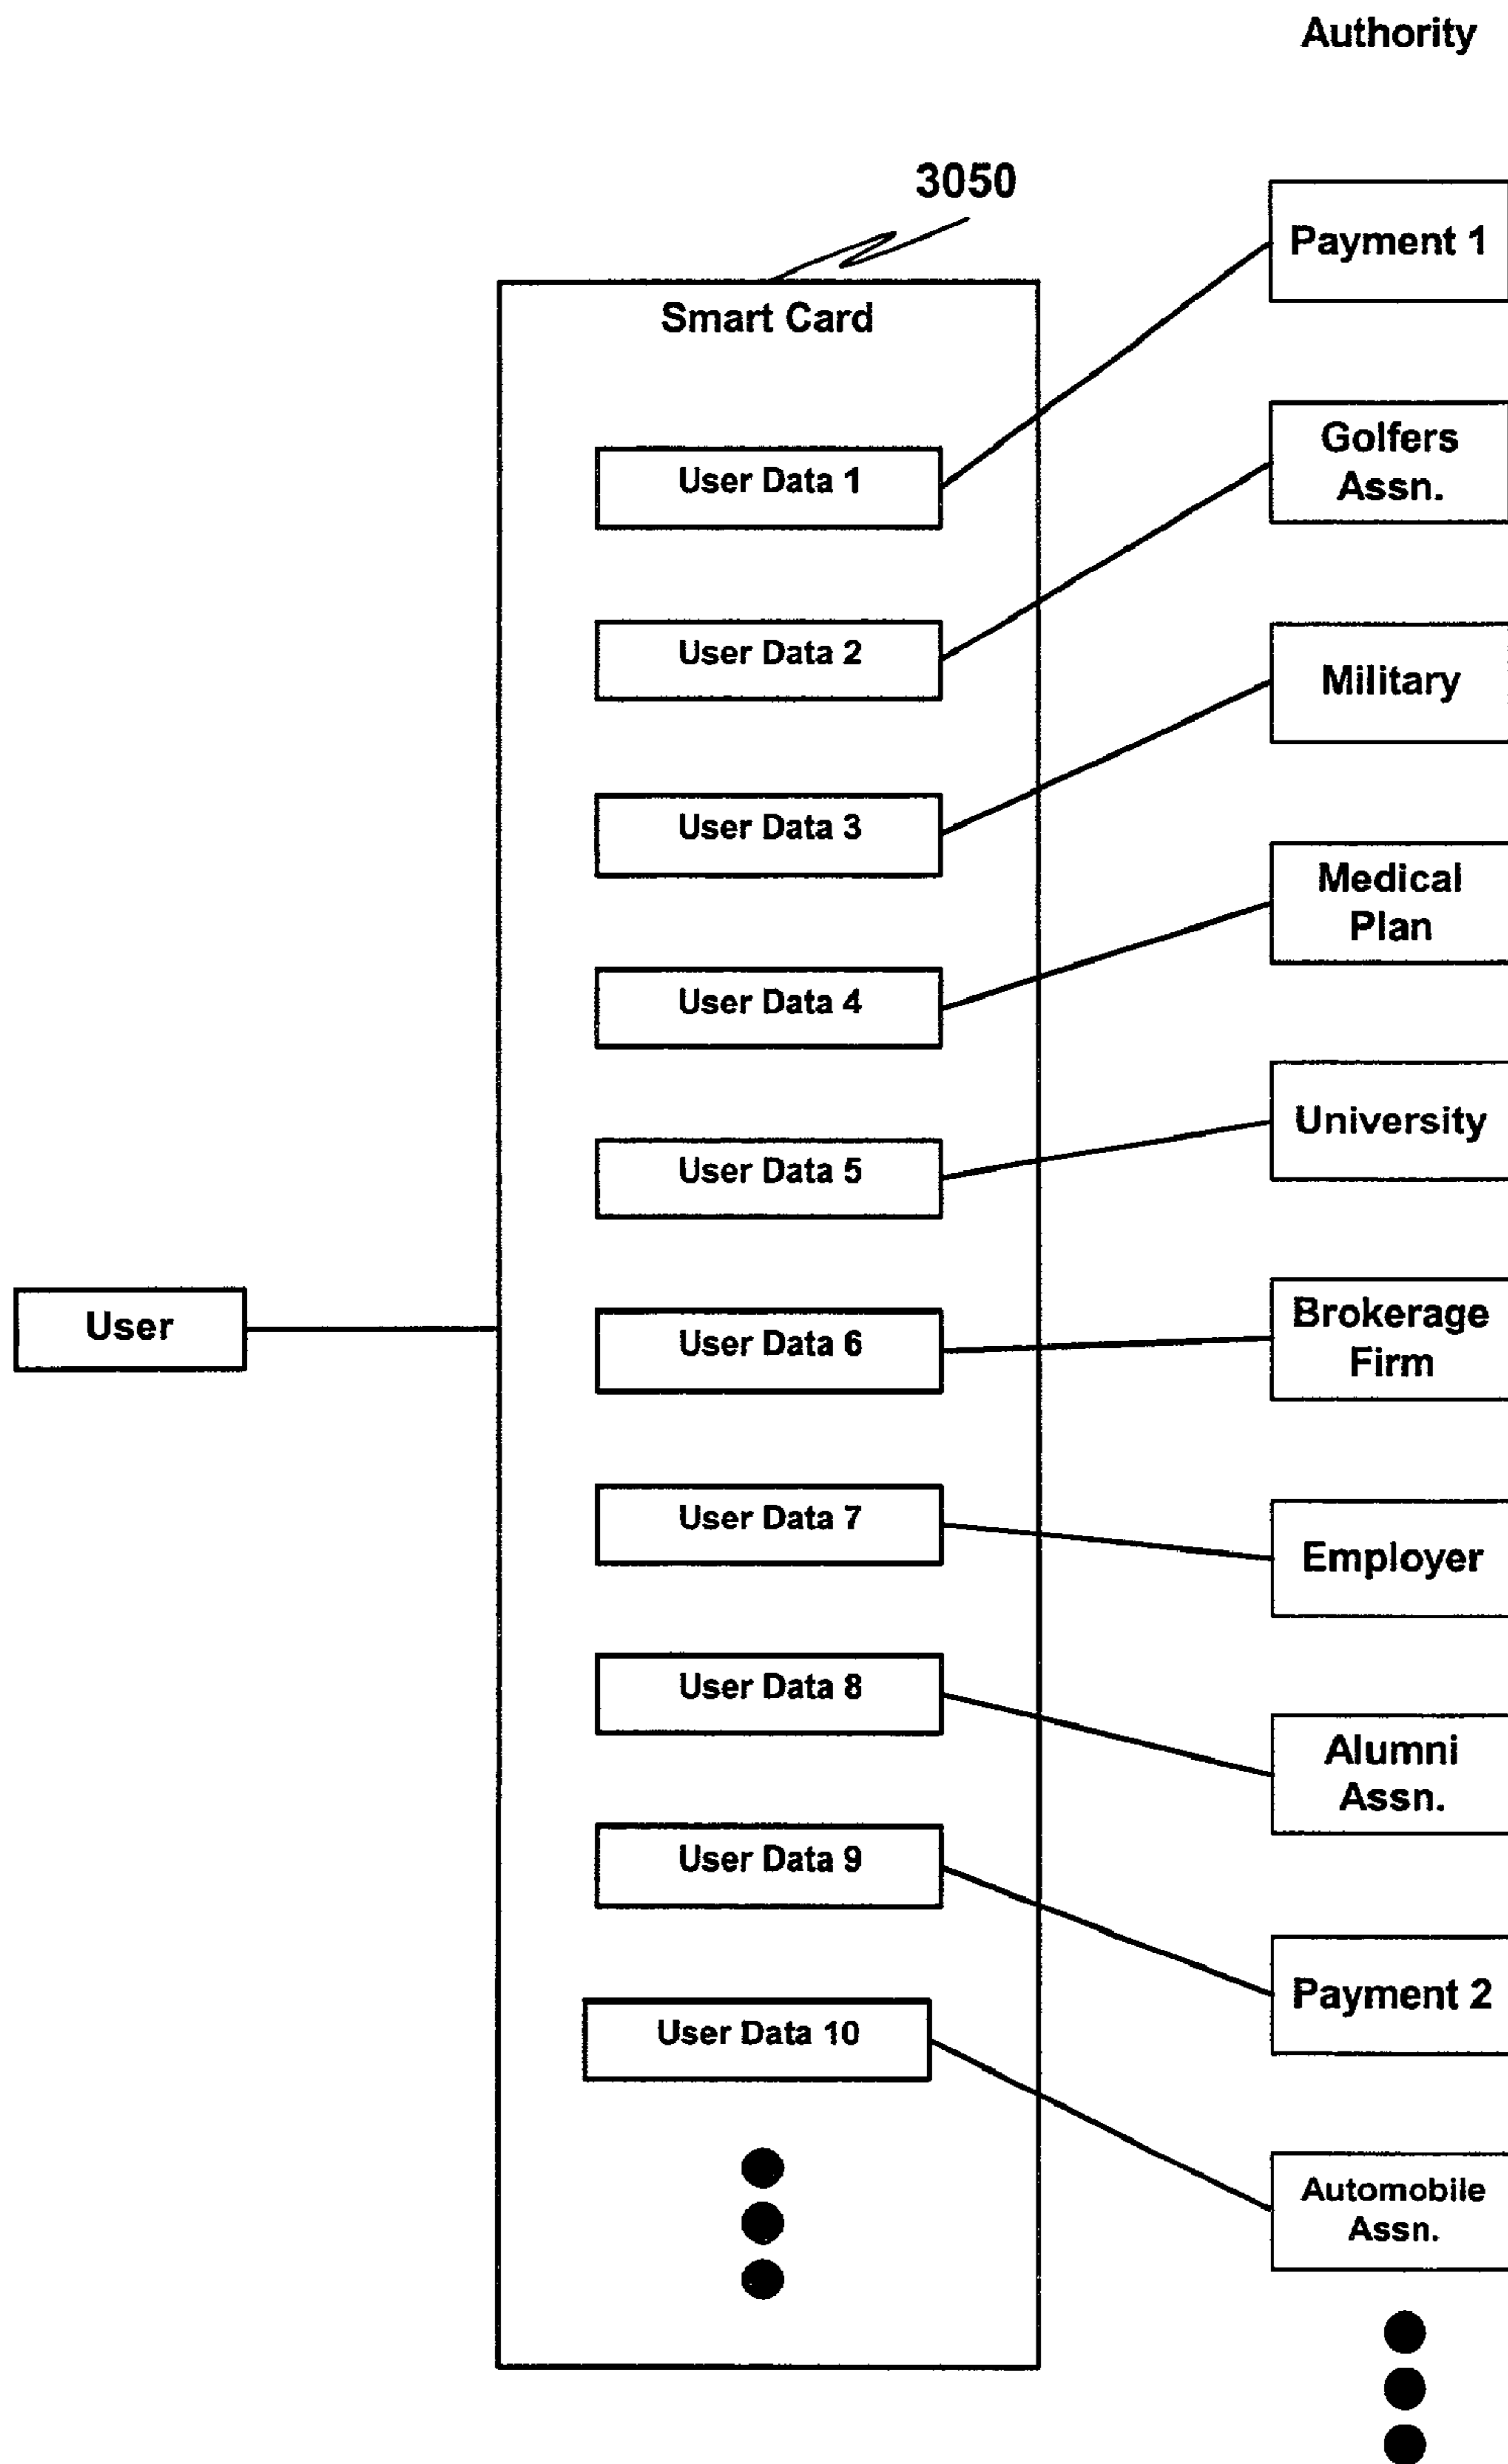 Authority
3050
Smart Card
User
User Data 1
User Data 2
User Data 3
User Data 4
User Data 5
User Data 6
User Data 7
User Data 8
User Data 9
User Data 10
Payment 1
Golfers
Assn.
Military
Medical
Plan
University
Brokerage
Firm
Employer
Alumni
Assn.
Payment 2
Automobile
Assn.